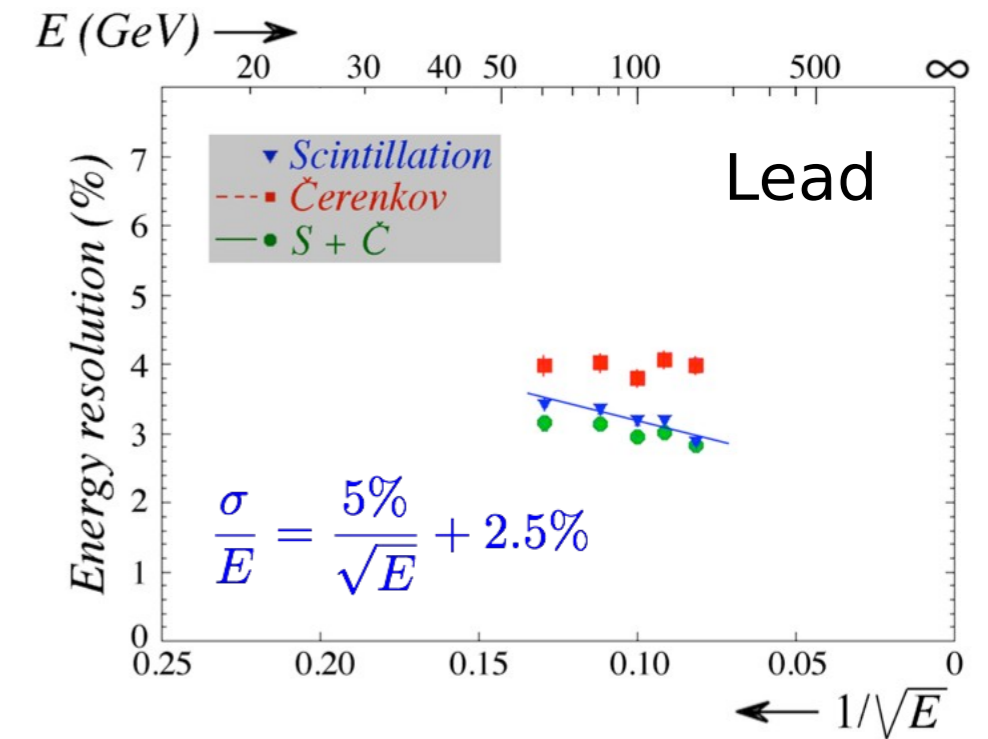 E (GeV)
20 30 40 50 100 500 ∞
7
6
5
4
3
2
1
0
Energy resolution (%)
Scintillation
Čerenkov
S + Č
Lead
σ/E = 5%/√E + 2.5%
0.25 0.20 0.15 0.10 0.05 0
1/√E